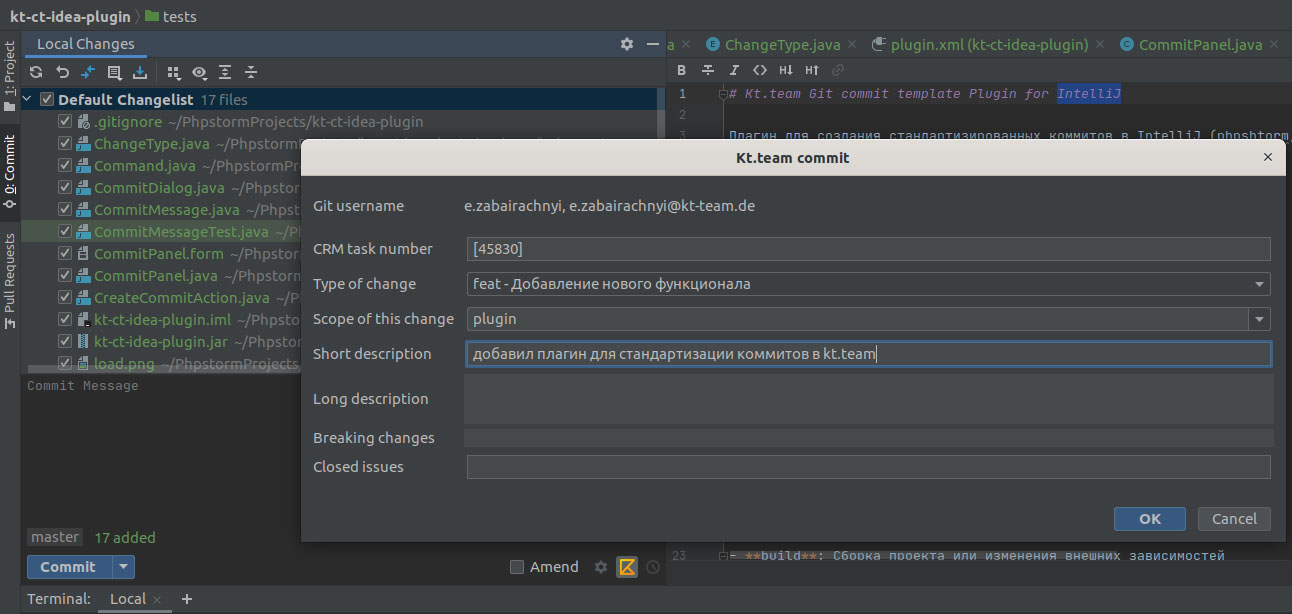 kt-ct-idea-plugin tests
Local Changes
ChangeType.java
plugin.xml (kt-ct-idea-plugin)
CommitPanel.java
1: Project
0: Commit
Pull Requests
Default Changelist 17 files
.gitignore ~/PhpstormProjects/kt-ct-idea-plugin
ChangeType.java ~/Phpstorm
Command.java ~/PhpstormPr
CommitDialog.java ~/Phpsto
CommitMessage.java ~/Php
CommitMessageTest.java ~/P
CommitPanel.form ~/Phpstor
CommitPanel.java ~/Phpstor
CreateCommitAction.java ~/
kt-ct-idea-plugin.iml ~/Phpsto
kt-ct-idea-plugin.jar ~/Phpstor
load.png ~/PhpstormProjects
Commit Message
master 17 added
Commit
Amend
Terminal: Local +
B I <> H↓ H↑
1 # Kt.team Git commit template Plugin for IntelliJ
2
3 Плагин для создания стандартизированных коммитов в IntelliJ (phpshtorm
Kt.team commit
Git username e.zabairachnyi, e.zabairachnyi@kt-team.de
CRM task number [45830]
Type of change feat - Добавление нового функционала
Scope of this change plugin
Short description добавил плагин для стандартизации коммитов в kt.team
Long description
Breaking changes
Closed issues
OK Cancel
23 - **build**: Сборка проекта или изменения внешних зависимостей